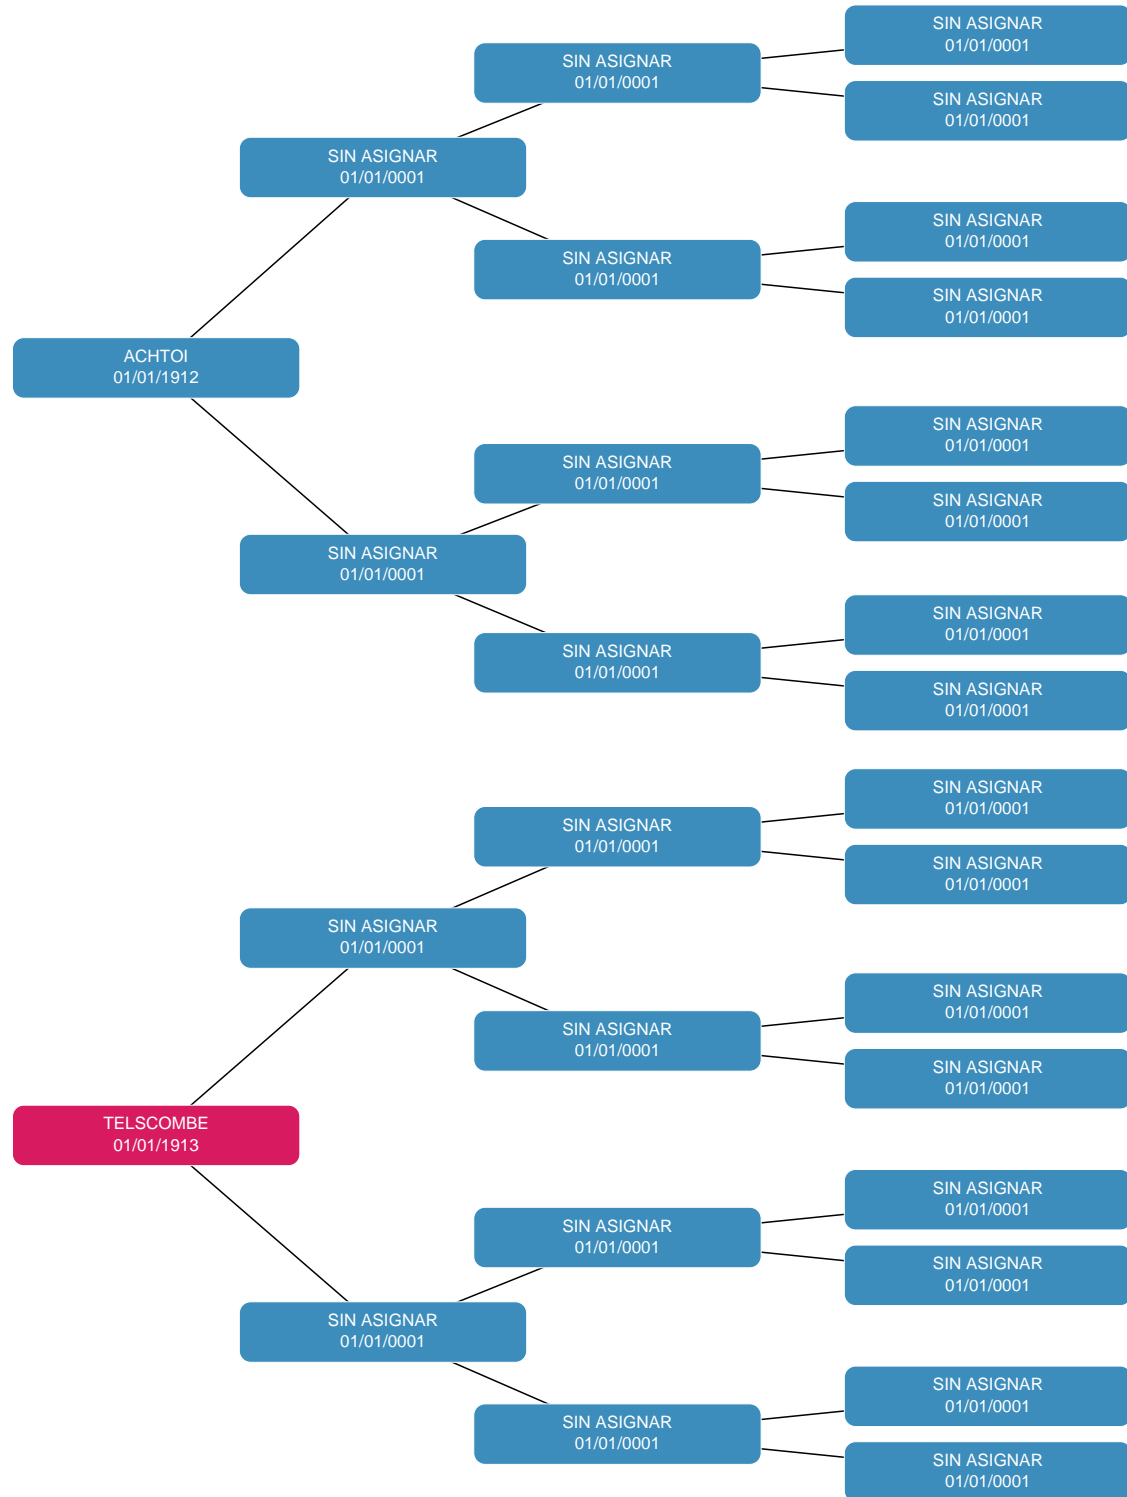 SIN ASIGNAR
01/01/0001
SIN ASIGNAR
01/01/0001
SIN ASIGNAR
01/01/0001
SIN ASIGNAR
01/01/0001
SIN ASIGNAR
01/01/0001
SIN ASIGNAR
01/01/0001
SIN ASIGNAR
01/01/0001
ACHTOI
01/01/1912
SIN ASIGNAR
01/01/0001
SIN ASIGNAR
01/01/0001
SIN ASIGNAR
01/01/0001
SIN ASIGNAR
01/01/0001
SIN ASIGNAR
01/01/0001
SIN ASIGNAR
01/01/0001
SIN ASIGNAR
01/01/0001
SIN ASIGNAR
01/01/0001
SIN ASIGNAR
01/01/0001
SIN ASIGNAR
01/01/0001
SIN ASIGNAR
01/01/0001
SIN ASIGNAR
01/01/0001
SIN ASIGNAR
01/01/0001
SIN ASIGNAR
01/01/0001
TELSCOMBE
01/01/1913
SIN ASIGNAR
01/01/0001
SIN ASIGNAR
01/01/0001
SIN ASIGNAR
01/01/0001
SIN ASIGNAR
01/01/0001
SIN ASIGNAR
01/01/0001
SIN ASIGNAR
01/01/0001
SIN ASIGNAR
01/01/0001